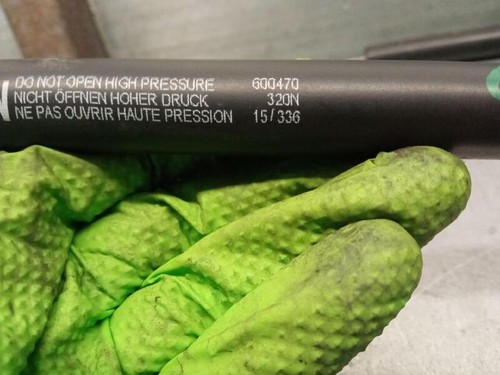 DO NOT OPEN HIGH PRESSURE 600470
NICHT ÖFFNEN HOHER DRUCK 320N
NE PAS OUVRIR HAUTE PRESSION 15/336